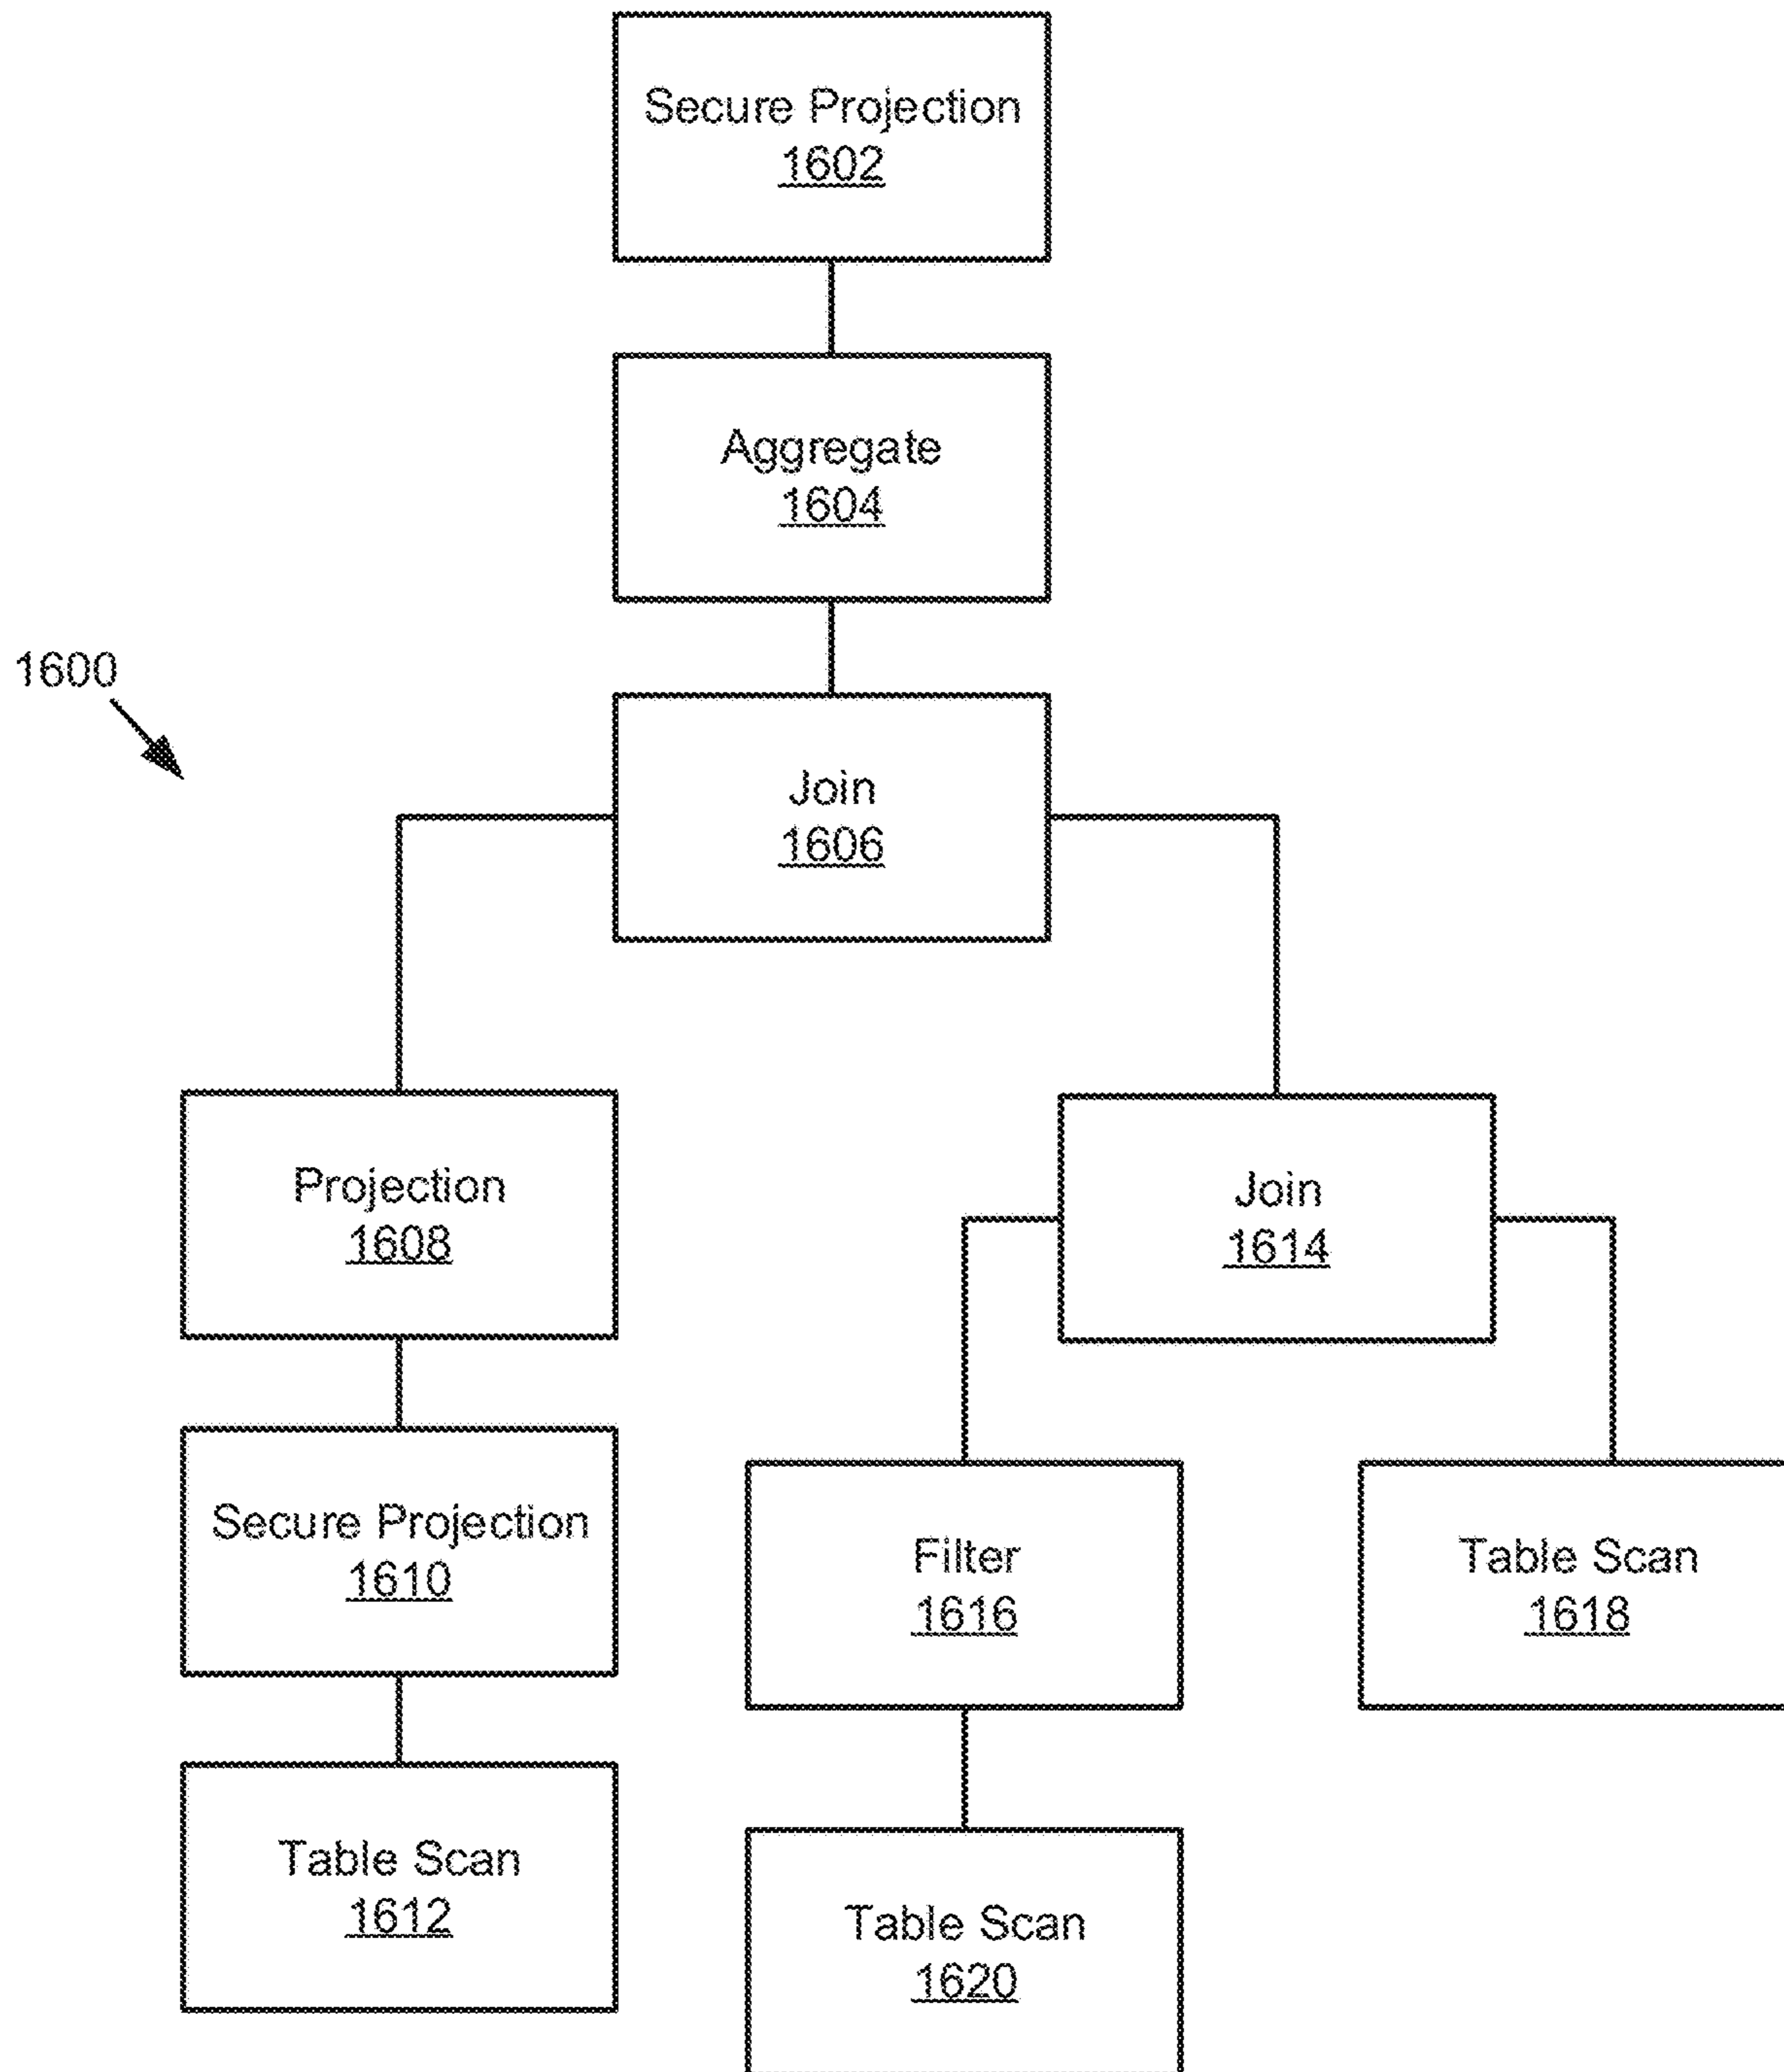 Secure Projection
1602
Aggregate
1604
1600
Join
1606
Projection
1608
Join
1614
Secure Projection
1610
Filter
1616
Table Scan
1618
Table Scan
1612
Table Scan
1620